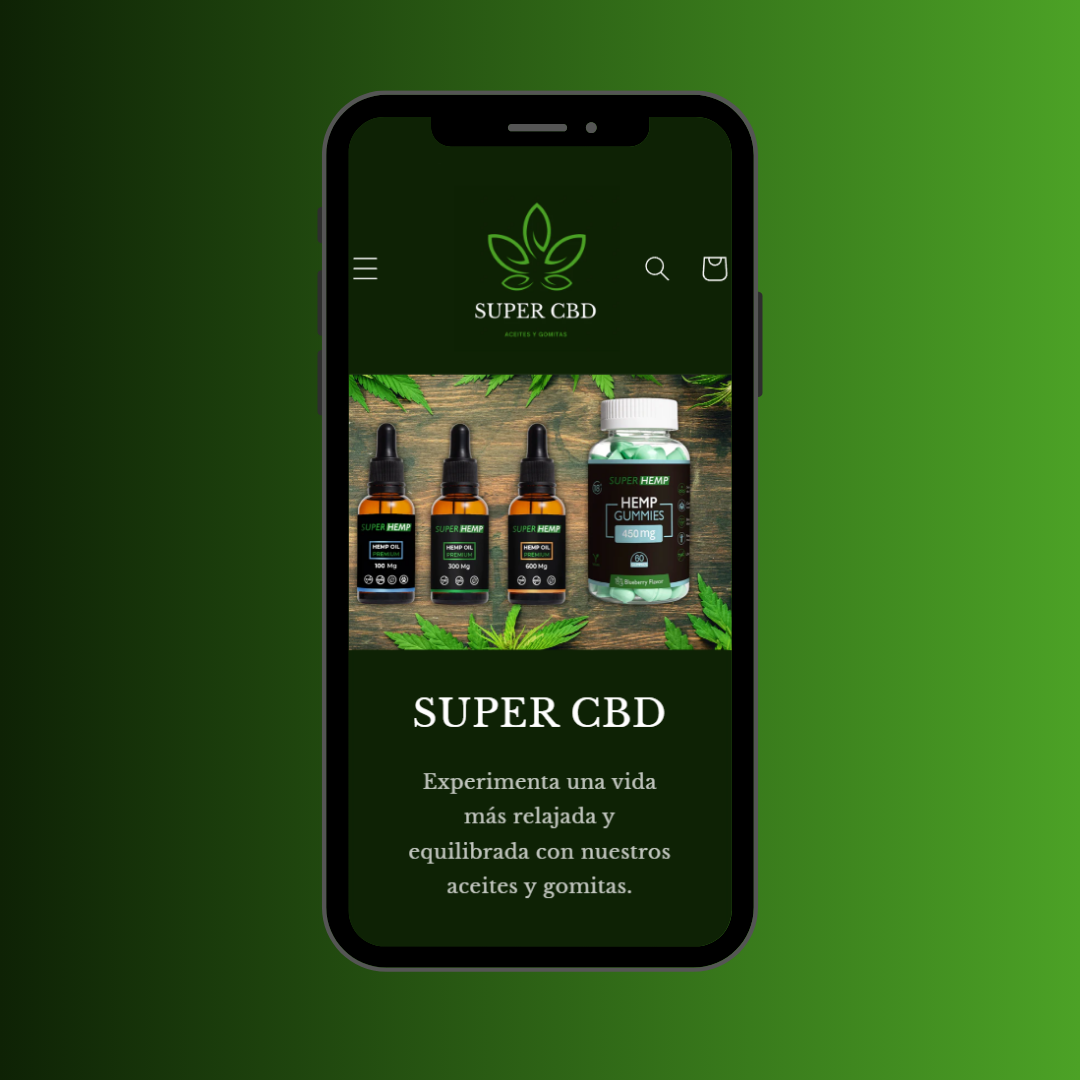 SUPER CBD
ACEITES Y GOMITAS
SUPER HEMP
HEMP OIL
PREMIUM
100 Mg
SUPER HEMP
HEMP OIL
PREMIUM
300 Mg
SUPER HEMP
HEMP OIL
PREMIUM
600 Mg
SUPER HEMP
HEMP
GUMMIES
450 mg
60
Blueberry Flavor
SUPER CBD
Experimenta una vida
más relajada y
equilibrada con nuestros
aceites y gomitas.